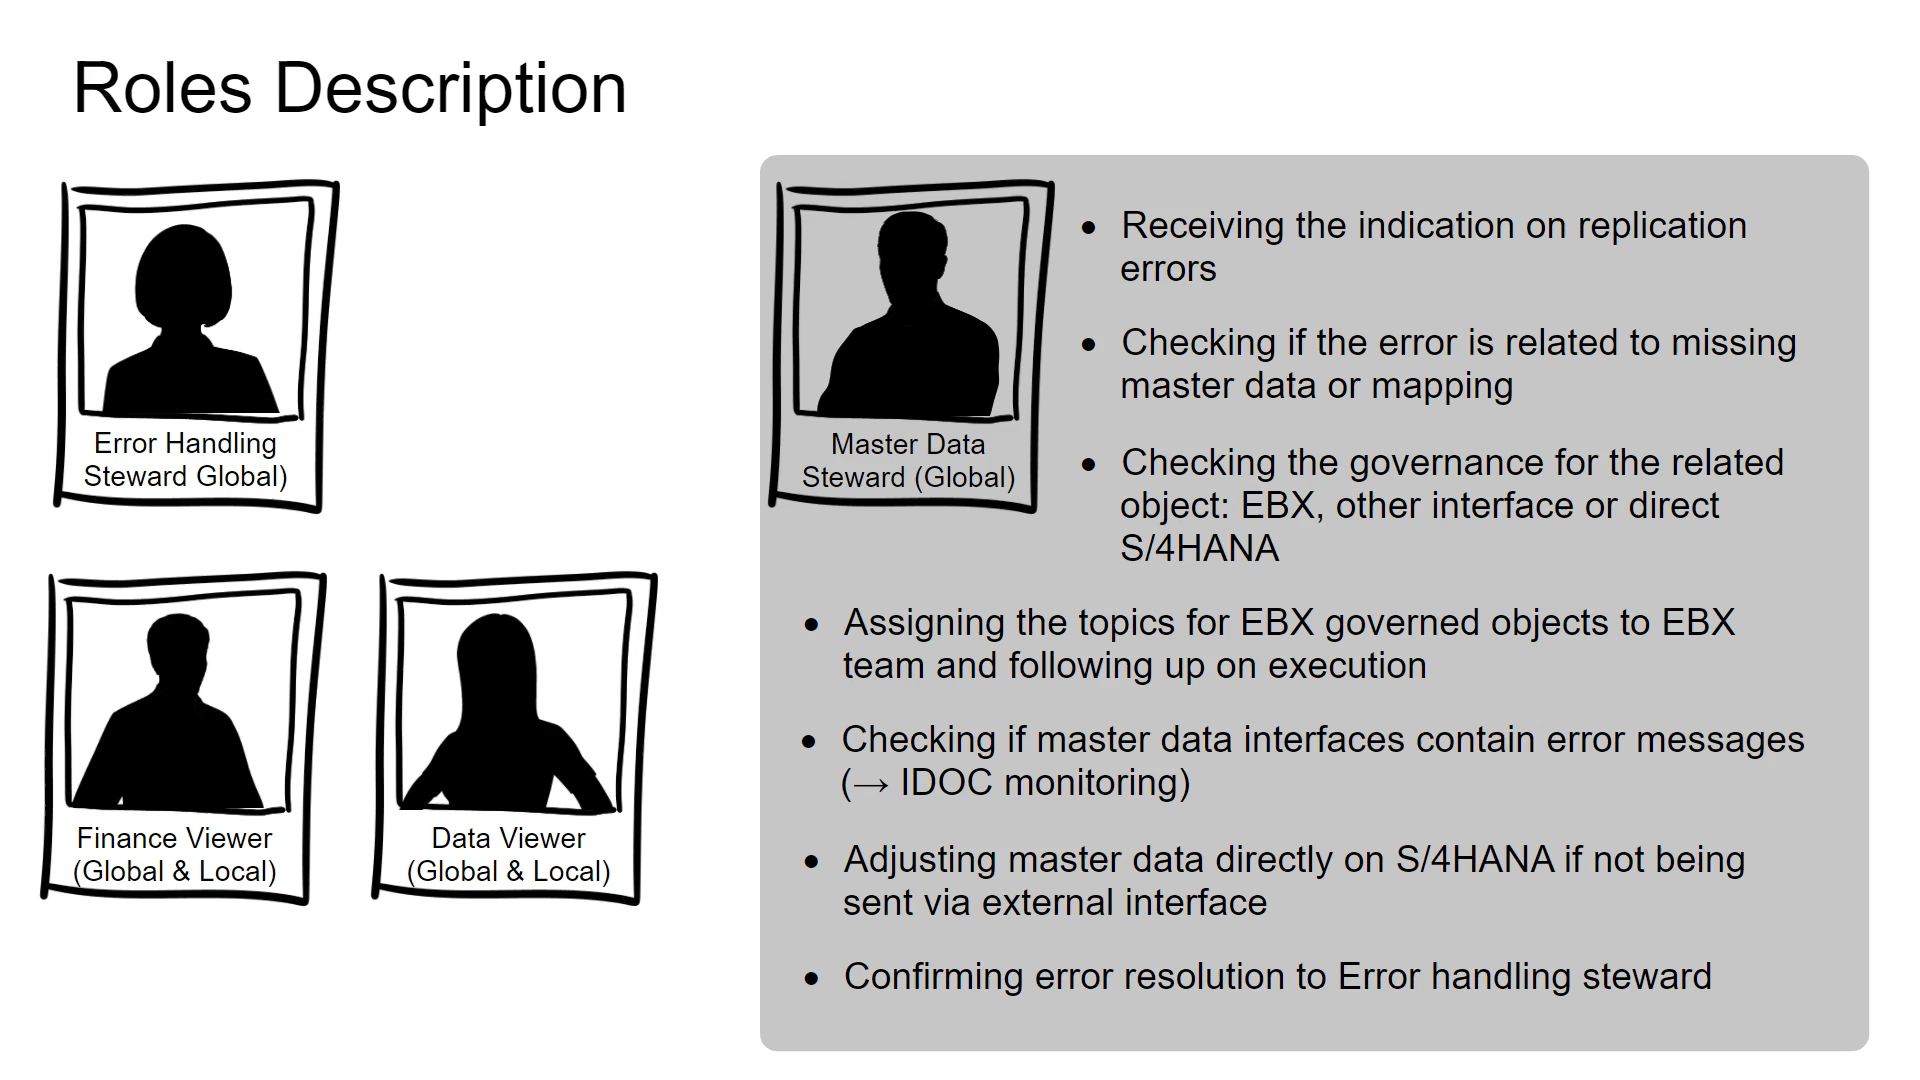 Roles Description
Error Handling
Steward Global)
Finance Viewer
(Global & Local)
Data Viewer
(Global & Local)
Master Data
Steward (Global)
• Receiving the indication on replication
errors
• Checking if the error is related to missing
master data or mapping
• Checking the governance for the related
object: EBX, other interface or direct
S/4HANA
• Assigning the topics for EBX governed objects to EBX
team and following up on execution
• Checking if master data interfaces contain error messages
(→ IDOC monitoring)
• Adjusting master data directly on S/4HANA if not being
sent via external interface
• Confirming error resolution to Error handling steward